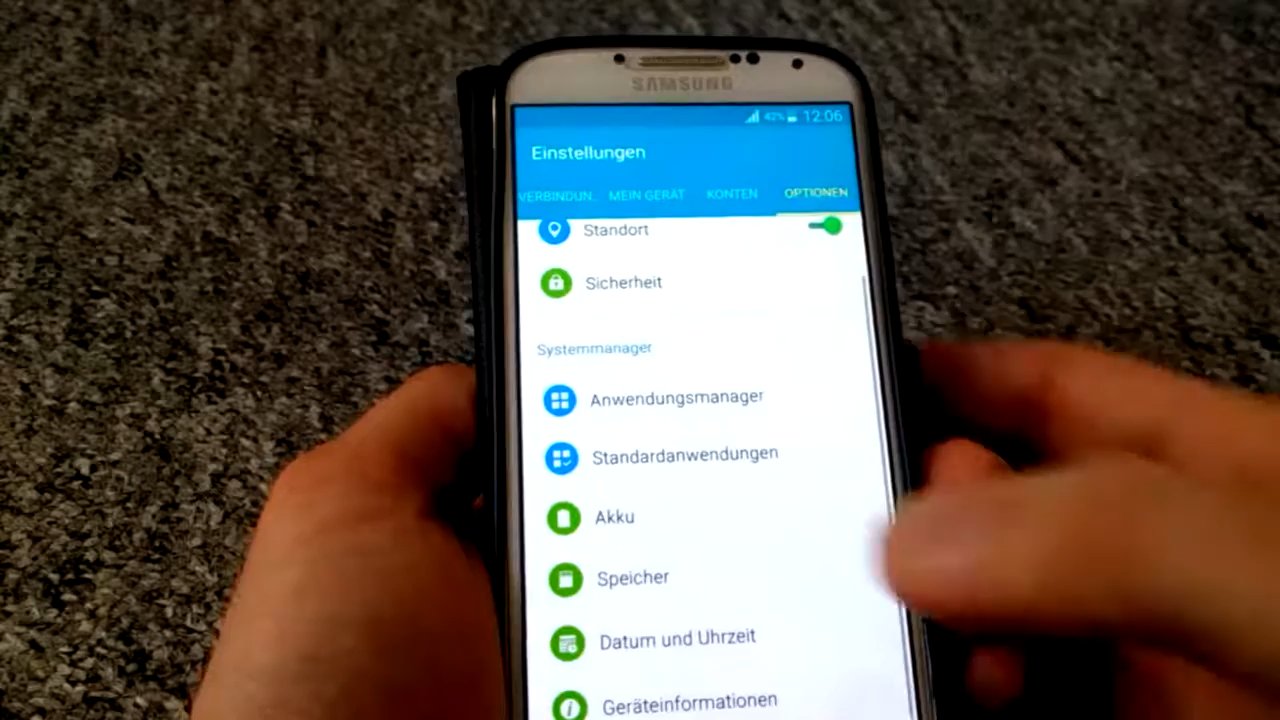 SAMSUNG
42% 12:06
Einstellungen
VERBINDUN.. MEIN GERÄT KONTEN OPTIONEN
Standort
Sicherheit
Systemmanager
Anwendungsmanager
Standardanwendungen
Akku
Speicher
Datum und Uhrzeit
Geräteinformationen